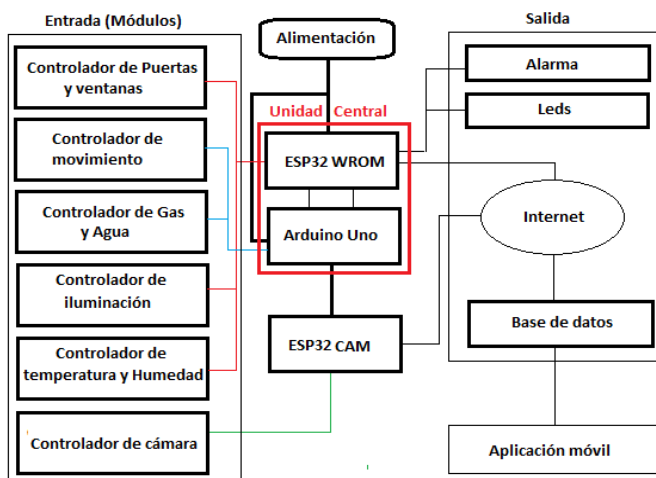 Entrada (Módulos)
Controlador de Puertas
y ventanas
Controlador de
movimiento
Controlador de Gas
y Agua
Controlador de
iluminación
Controlador de
temperatura y Humedad
Controlador de cámara
Alimentación
Unidad Central
ESP32 WROM
Arduino Uno
ESP32 CAM
Salida
Alarma
Leds
Internet
Base de datos
Aplicación móvil